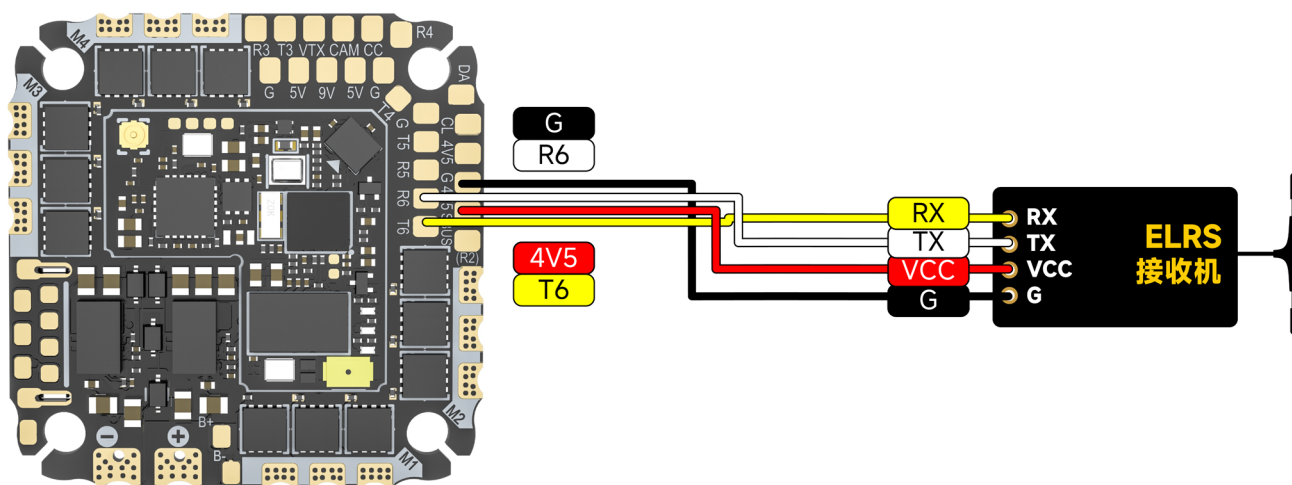 M4
R3 T3 VTX CAM CC
R4
G 5V 9V 5V G
DA
M3
T4
G
CL
T5
4V5
R5
G
R6
T6
(R2)
G
R6
4V5
T6
RX
TX
VCC
G
RX
TX
VCC
G
ELRS
接收机
M2
B+
B-
M1